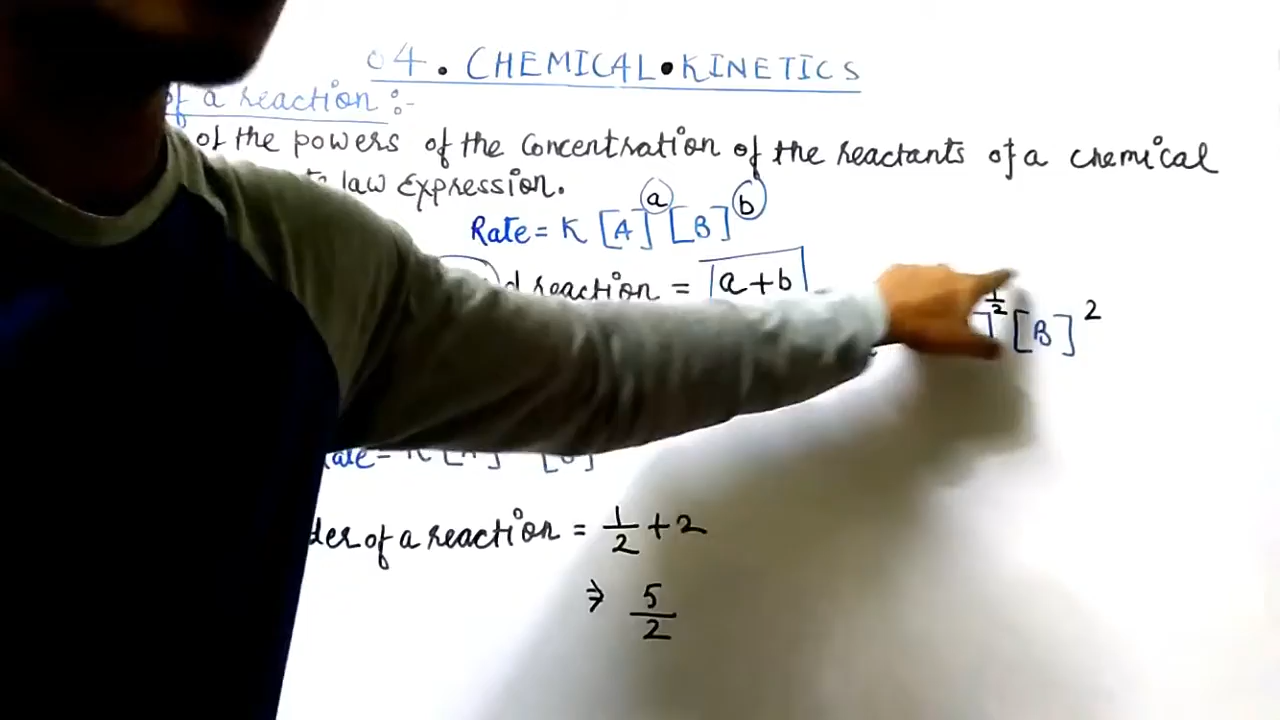 04. CHEMICAL•KINETICS
of a reaction :-
of the powers of the concentration of the reactants of a chemical
law Expression.
Rate = K [A]ᵃ [B]ᵇ
reaction = a+b
]^1/2 [B]²
Rate = K [A] [B]
der of a reaction = 1/2 + 2
⇒ 5/2